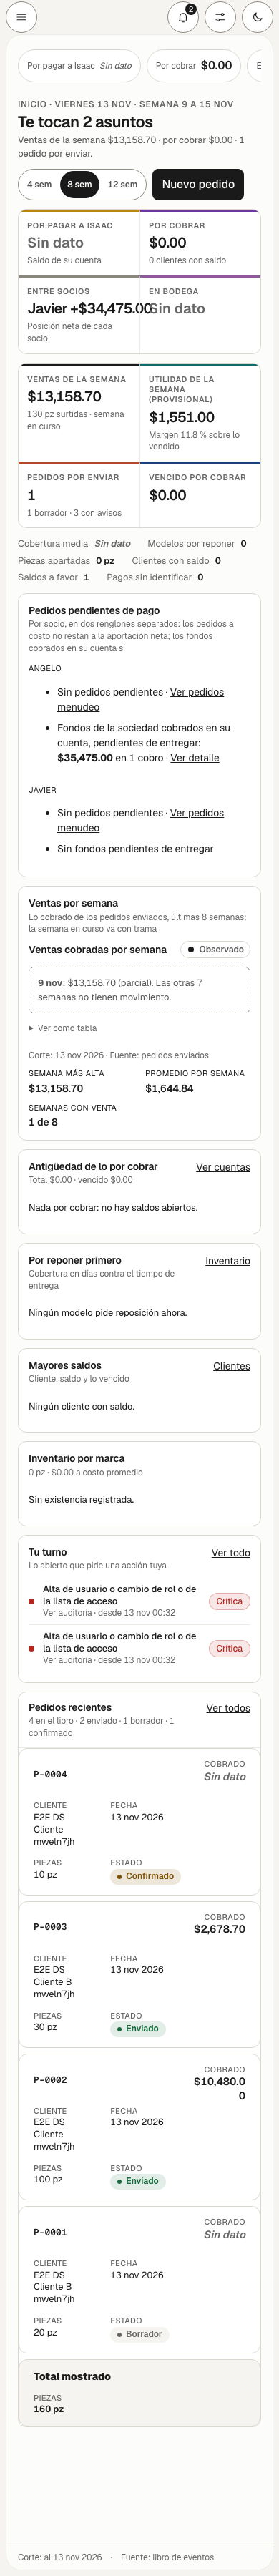 2
Por pagar a Isaac Sin dato
Por cobrar $0.00
E
INICIO · VIERNES 13 NOV · SEMANA 9 A 15 NOV
Te tocan 2 asuntos
Ventas de la semana $13,158.70 · por cobrar $0.00 · 1
pedido por enviar.
4 sem 8 sem 12 sem Nuevo pedido
POR PAGAR A ISAAC
Sin dato
Saldo de su cuenta
POR COBRAR
$0.00
0 clientes con saldo
ENTRE SOCIOS
Javier +$34,475.00
Posición neta de cada
socio
EN BODEGA
Sin dato
VENTAS DE LA SEMANA
$13,158.70
130 pz surtidas · semana
en curso
UTILIDAD DE LA
SEMANA
(PROVISIONAL)
$1,551.00
Margen 11.8 % sobre lo
vendido
PEDIDOS POR ENVIAR
1
1 borrador · 3 con avisos
VENCIDO POR COBRAR
$0.00
Cobertura media Sin dato Modelos por reponer 0
Piezas apartadas 0 pz Clientes con saldo 0
Saldos a favor 1 Pagos sin identificar 0
Pedidos pendientes de pago
Por socio, en dos renglones separados: los pedidos a
costo no restan a la aportación neta; los fondos
cobrados en su cuenta sí
ANGELO
• Sin pedidos pendientes · Ver pedidos
menudeo
• Fondos de la sociedad cobrados en su
cuenta, pendientes de entregar:
$35,475.00 en 1 cobro · Ver detalle
JAVIER
• Sin pedidos pendientes · Ver pedidos
menudeo
• Sin fondos pendientes de entregar
Ventas por semana
Lo cobrado de los pedidos enviados, últimas 8 semanas;
la semana en curso va con trama
Ventas cobradas por semana Observado
9 nov: $13,158.70 (parcial). Las otras 7
semanas no tienen movimiento.
Ver como tabla
Corte: 13 nov 2026 · Fuente: pedidos enviados
SEMANA MÁS ALTA
$13,158.70
PROMEDIO POR SEMANA
$1,644.84
SEMANAS CON VENTA
1 de 8
Antigüedad de lo por cobrar Ver cuentas
Total $0.00 · vencido $0.00
Nada por cobrar: no hay saldos abiertos.
Por reponer primero Inventario
Cobertura en días contra el tiempo de
entrega
Ningún modelo pide reposición ahora.
Mayores saldos Clientes
Cliente, saldo y lo vencido
Ningún cliente con saldo.
Inventario por marca
0 pz · $0.00 a costo promedio
Sin existencia registrada.
Tu turno Ver todo
Lo abierto que pide una acción tuya
Alta de usuario o cambio de rol o de
la lista de acceso
Ver auditoría · desde 13 nov 00:32
Crítica
Alta de usuario o cambio de rol o de
la lista de acceso
Ver auditoría · desde 13 nov 00:32
Crítica
Pedidos recientes Ver todos
4 en el libro · 2 enviado · 1 borrador · 1
confirmado
P-0004
COBRADO
Sin dato
CLIENTE
E2E DS
Cliente
mweln7jh
FECHA
13 nov 2026
PIEZAS
10 pz
ESTADO
Confirmado
P-0003
COBRADO
$2,678.70
CLIENTE
E2E DS
Cliente B
mweln7jh
FECHA
13 nov 2026
PIEZAS
30 pz
ESTADO
Enviado
P-0002
COBRADO
$10,480.0
0
CLIENTE
E2E DS
Cliente
mweln7jh
FECHA
13 nov 2026
PIEZAS
100 pz
ESTADO
Enviado
P-0001
COBRADO
Sin dato
CLIENTE
E2E DS
Cliente B
mweln7jh
FECHA
13 nov 2026
PIEZAS
20 pz
ESTADO
Borrador
Total mostrado
PIEZAS
160 pz
Corte: al 13 nov 2026 · Fuente: libro de eventos